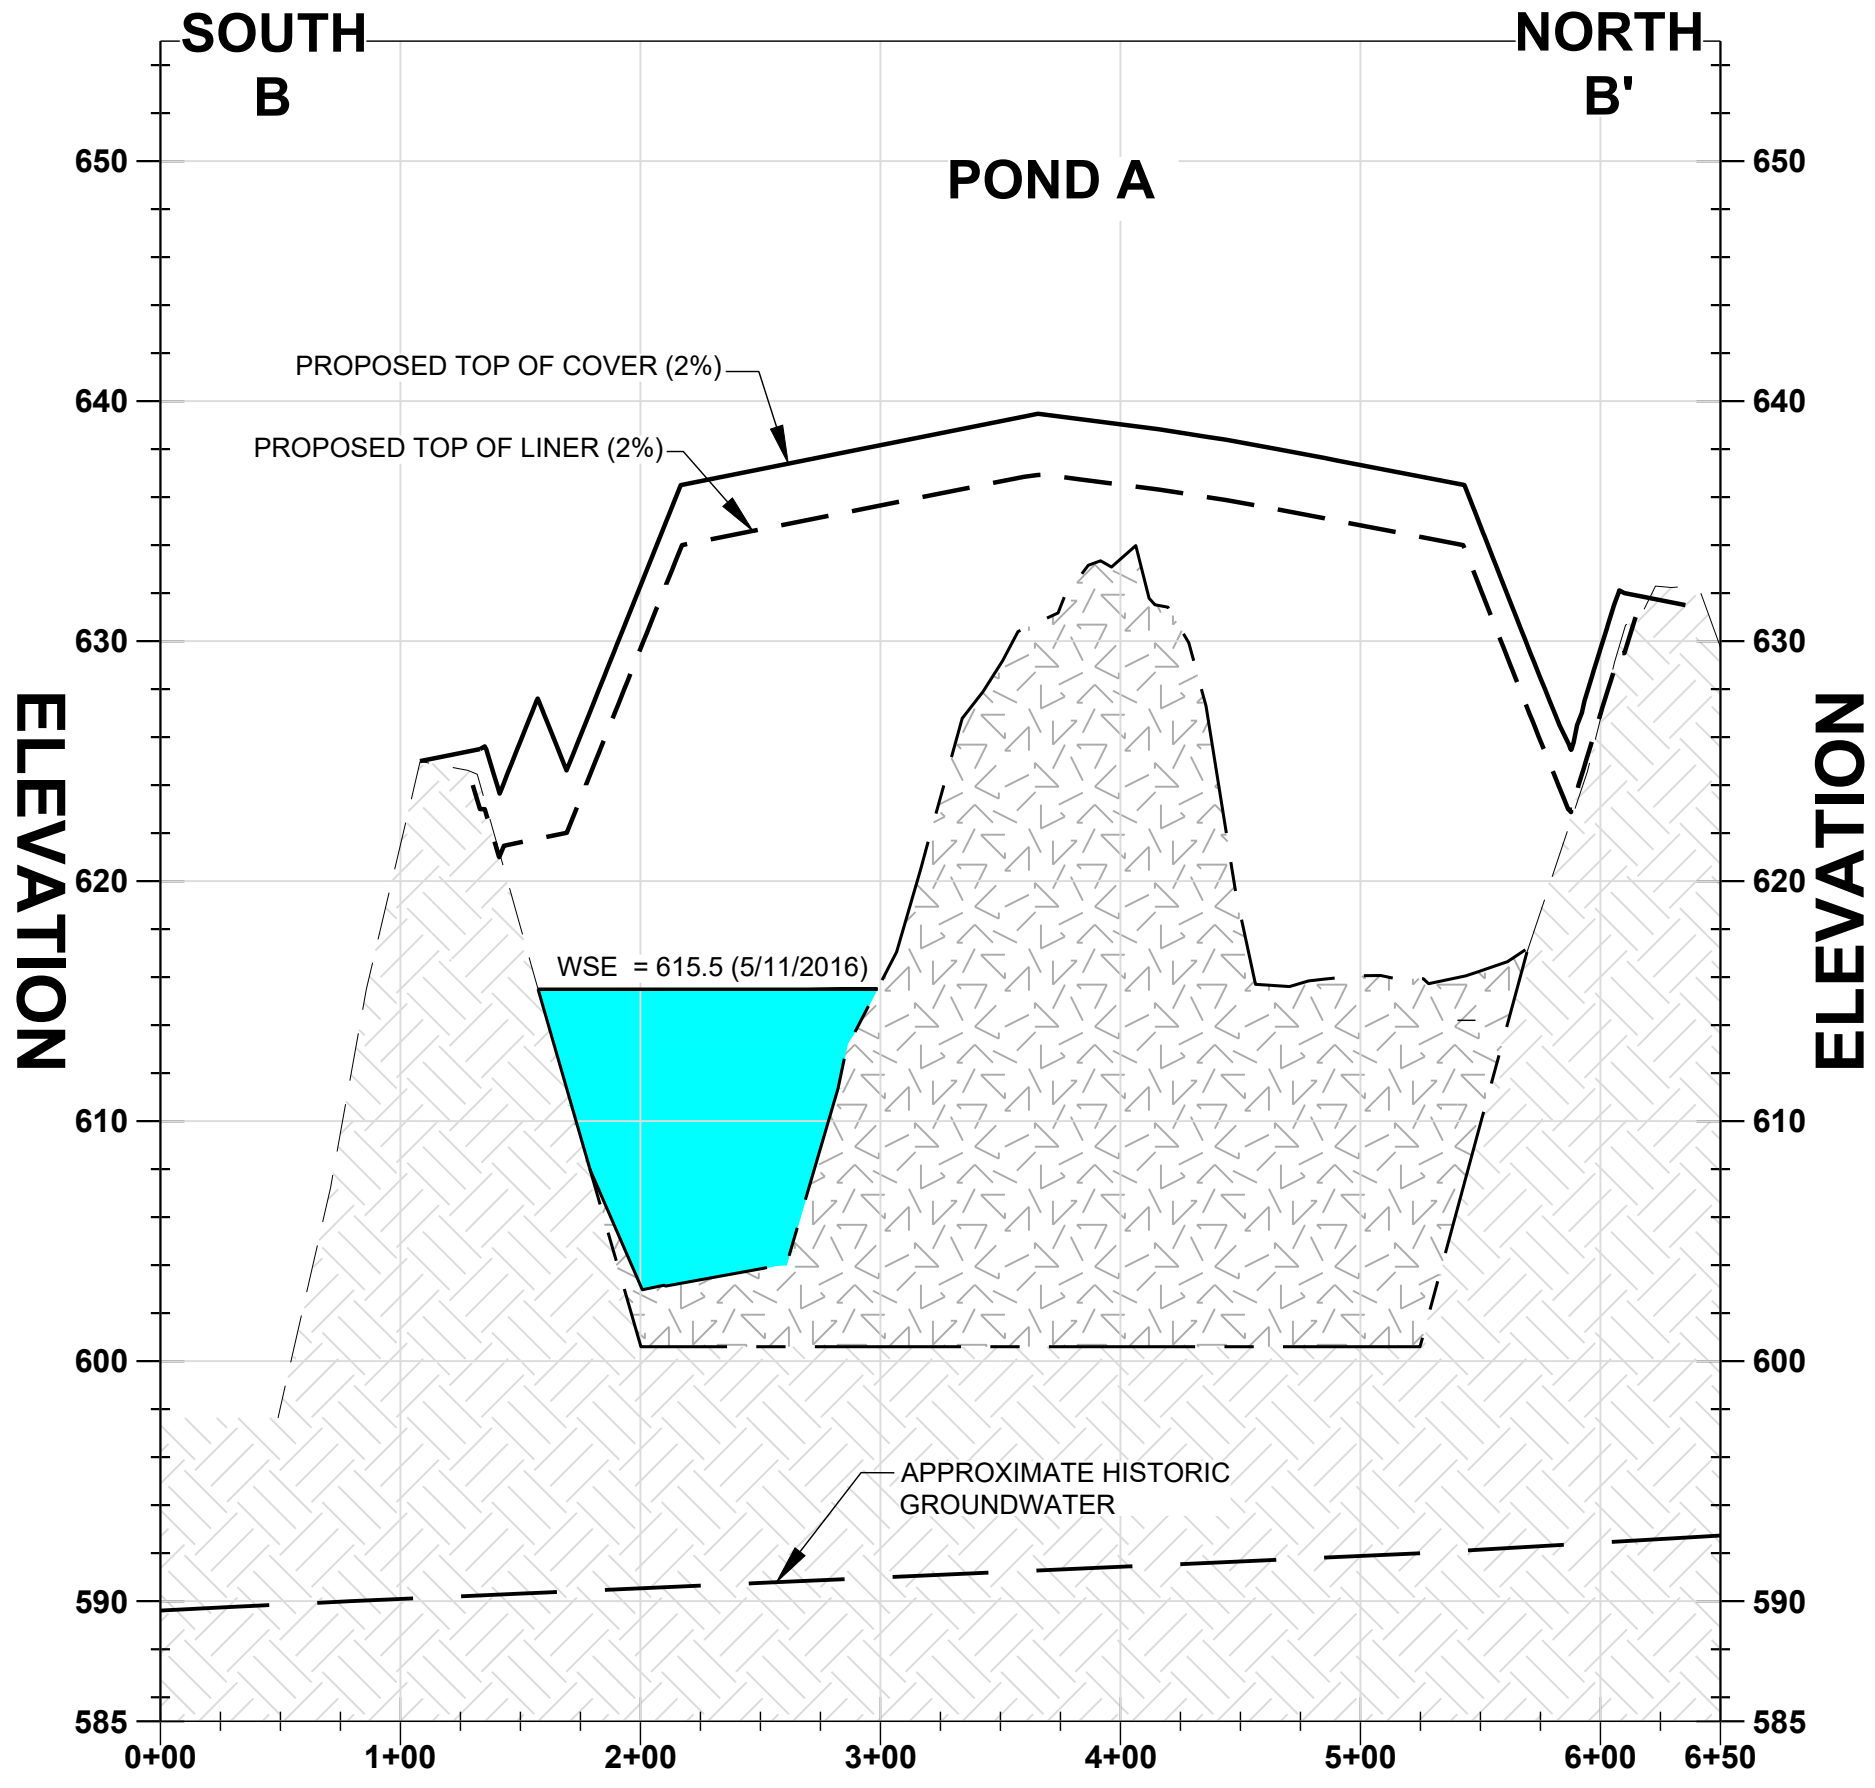 SOUTH
B
NORTH
B'
POND A
650
650
PROPOSED TOP OF COVER (2%)
640
640
PROPOSED TOP OF LINER (2%)
630
630
ELEVATION
ELEVATION
620
620
WSE = 615.5 (5/11/2016)
610
610
600
600
APPROXIMATE HISTORIC
GROUNDWATER
590
590
585
585
0+00 1+00 2+00 3+00 4+00 5+00 6+00 6+50